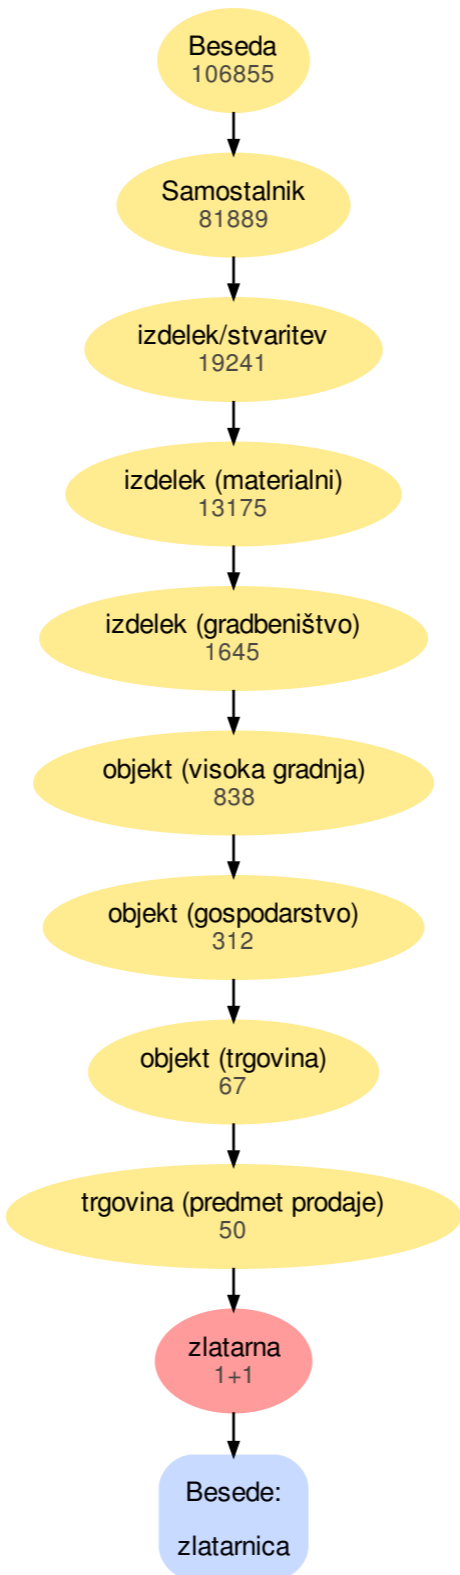 Beseda
106855
Samostalnik
81889
izdelek/stvaritev
19241
izdelek (materialni)
13175
izdelek (gradbeništvo)
1645
objekt (visoka gradnja)
838
objekt (gospodarstvo)
312
objekt (trgovina)
67
trgovina (predmet prodaje)
50
zlatarna
1+1
Besede:
zlatarnica